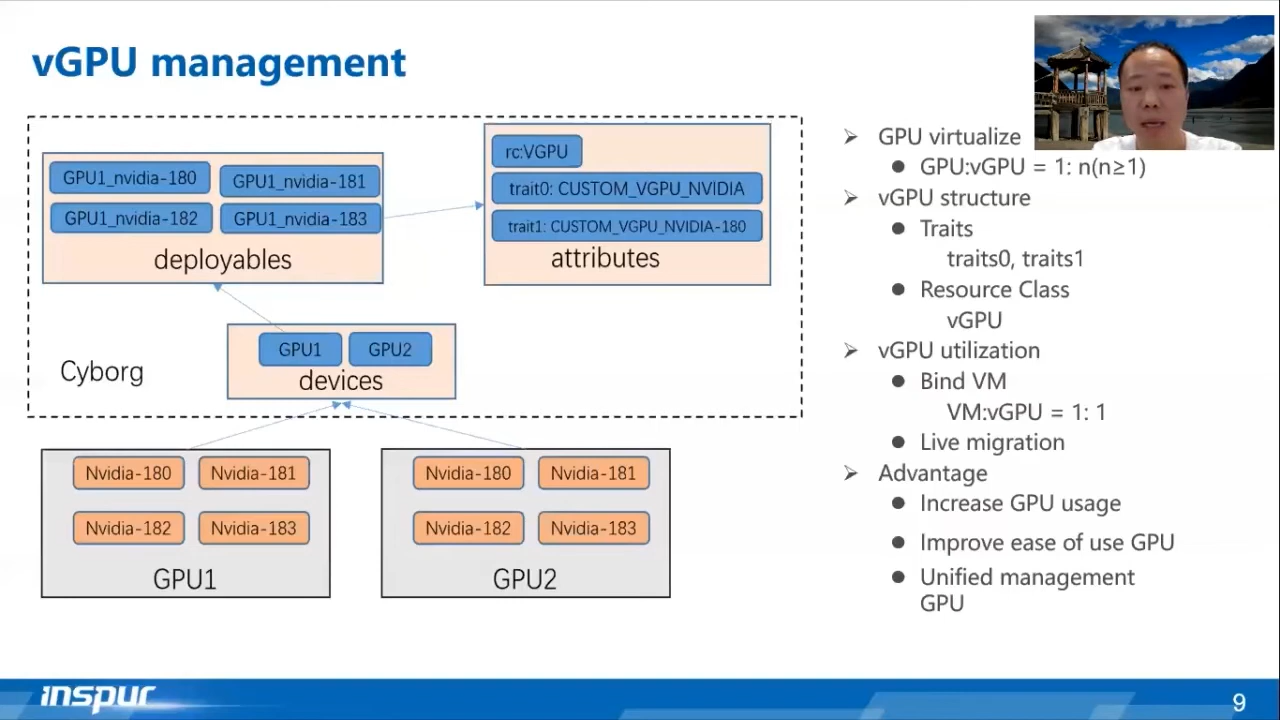 vGPU management
GPU1_nvidia-180
GPU1_nvidia-181
GPU1_nvidia-182
GPU1_nvidia-183
deployables
rc:VGPU
trait0: CUSTOM_VGPU_NVIDIA
trait1: CUSTOM_VGPU_NVIDIA-180
attributes
GPU1
GPU2
devices
Cyborg
Nvidia-180
Nvidia-181
Nvidia-182
Nvidia-183
GPU1
Nvidia-180
Nvidia-181
Nvidia-182
Nvidia-183
GPU2
GPU virtualize
GPU:vGPU = 1: n(n≥1)
vGPU structure
Traits
traits0, traits1
Resource Class
vGPU
vGPU utilization
Bind VM
VM:vGPU = 1: 1
Live migration
Advantage
Increase GPU usage
Improve ease of use GPU
Unified management
GPU
inspur
9